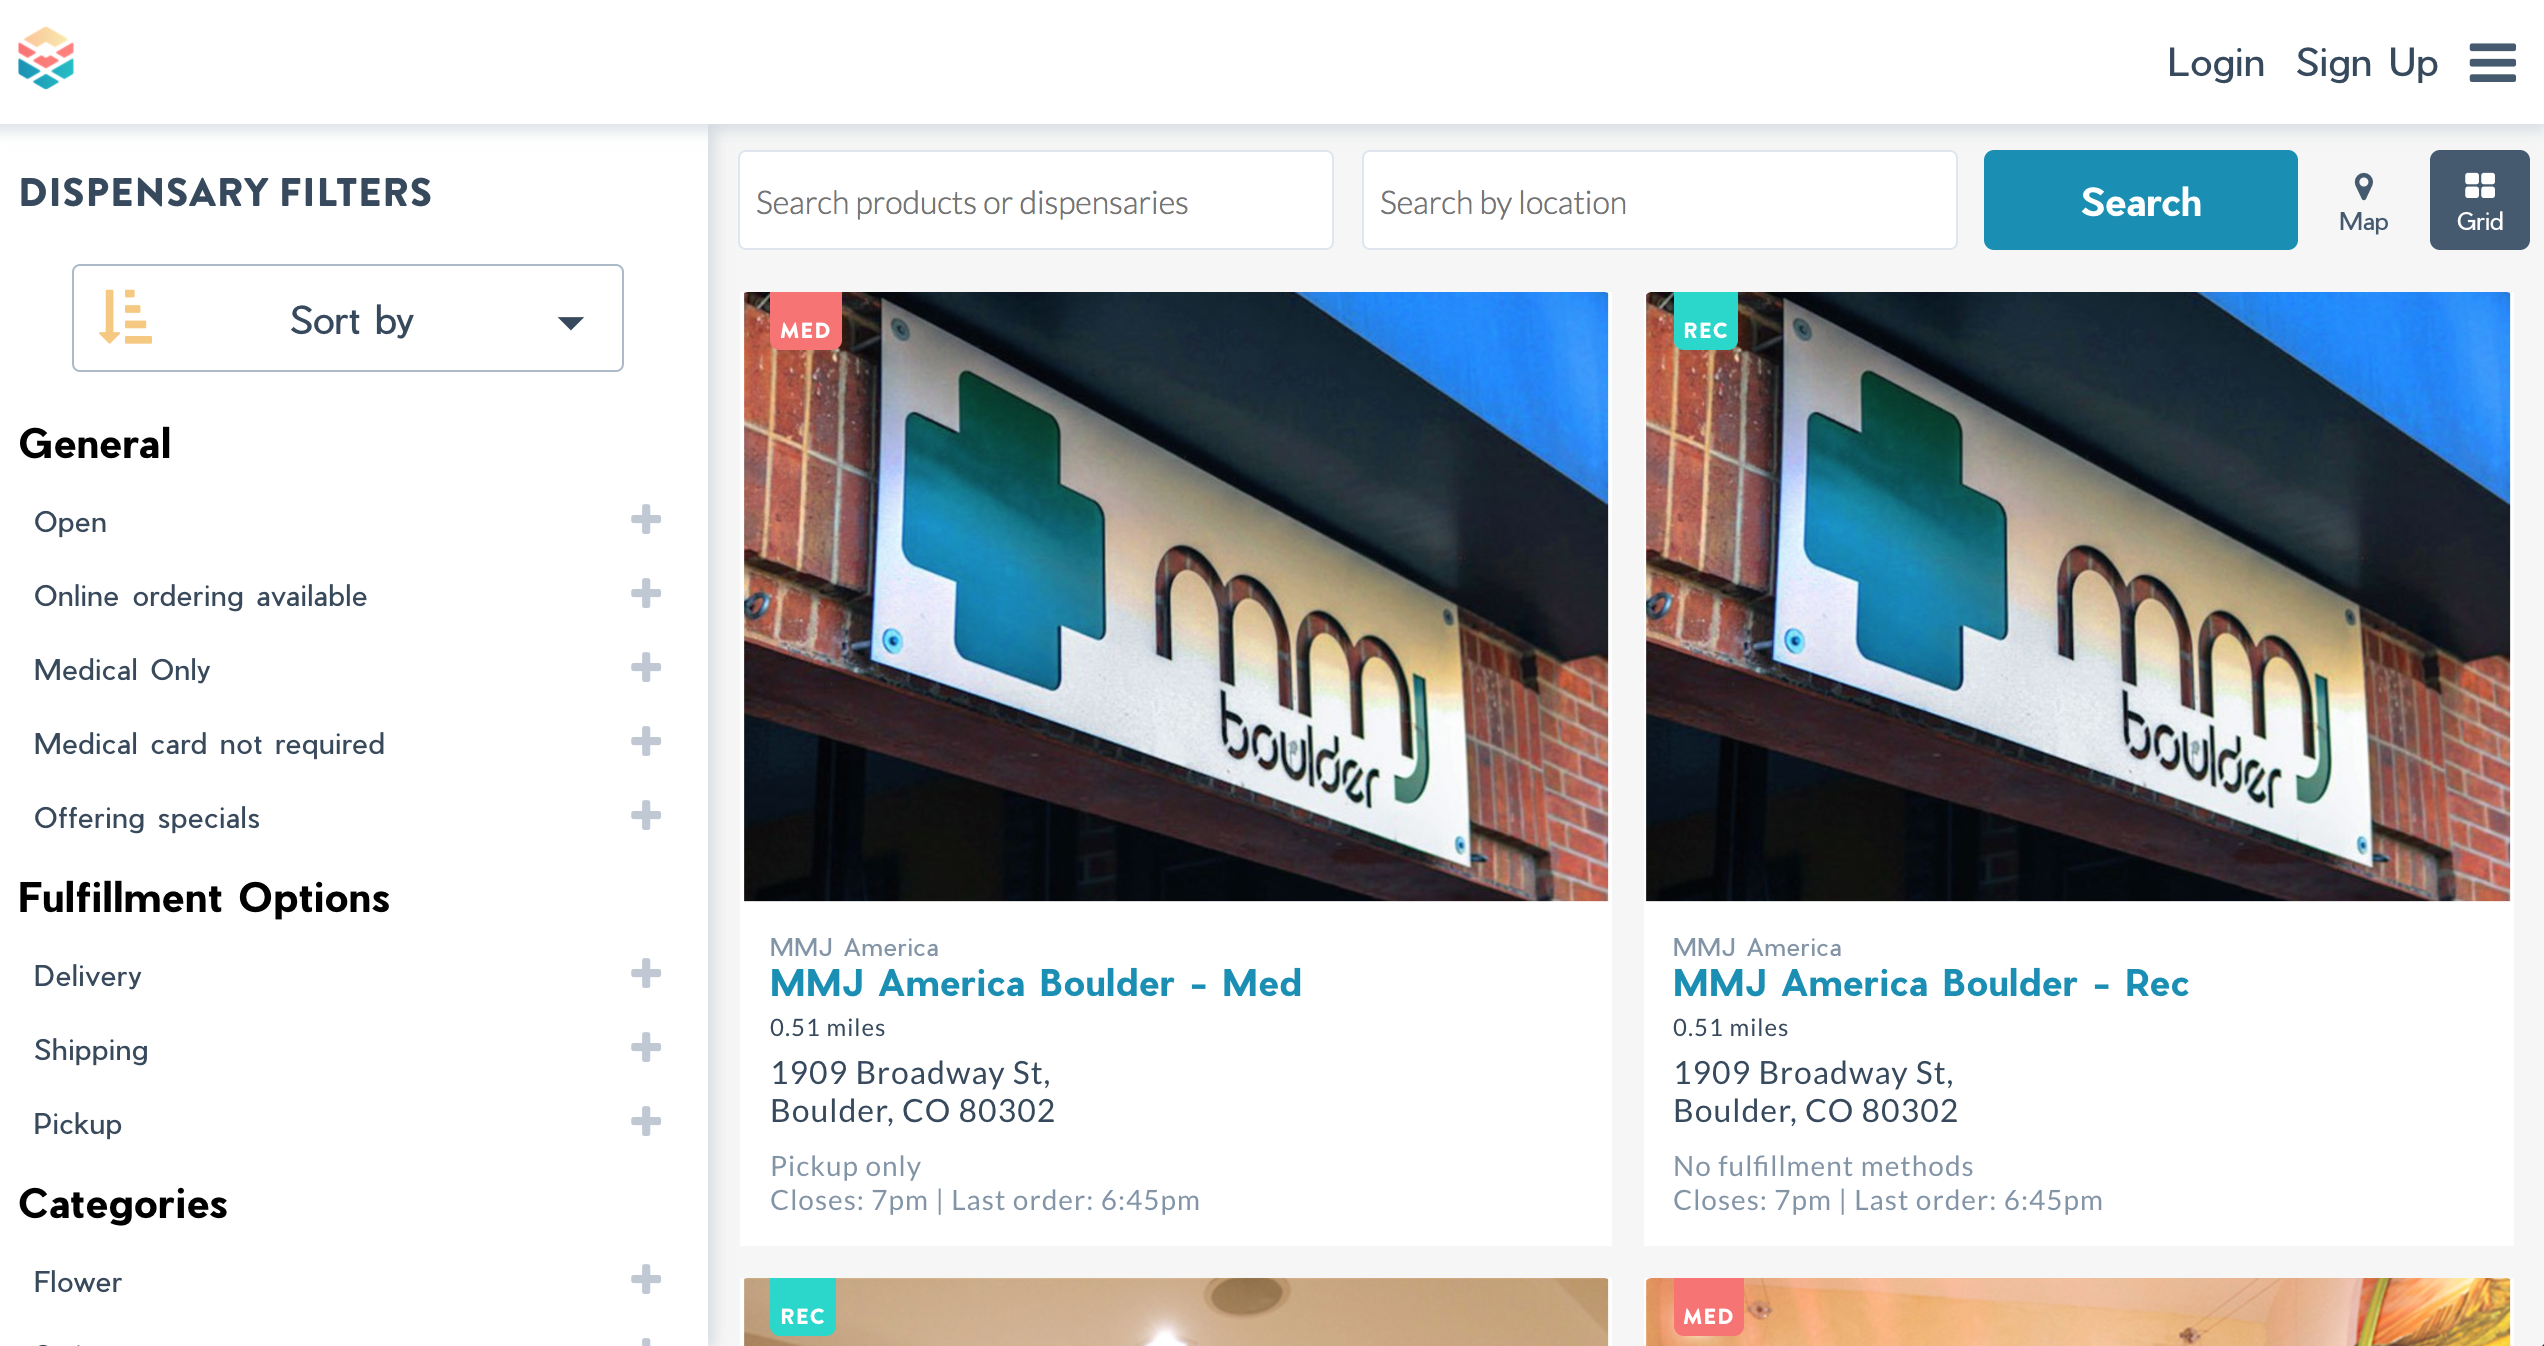 Login Sign Up
DISPENSARY FILTERS
Sort by
General
Open
Online ordering available
Medical Only
Medical card not required
Offering specials
Fulfillment Options
Delivery
Shipping
Pickup
Categories
Flower
Search products or dispensaries
Search by location
Search
Map
Grid
MED
mmj
boulder
MMJ America
MMJ America Boulder - Med
0.51 miles
1909 Broadway St,
Boulder, CO 80302
Pickup only
Closes: 7pm | Last order: 6:45pm
REC
mmj
boulder
MMJ America
MMJ America Boulder - Rec
0.51 miles
1909 Broadway St,
Boulder, CO 80302
No fulfillment methods
Closes: 7pm | Last order: 6:45pm
REC
MED